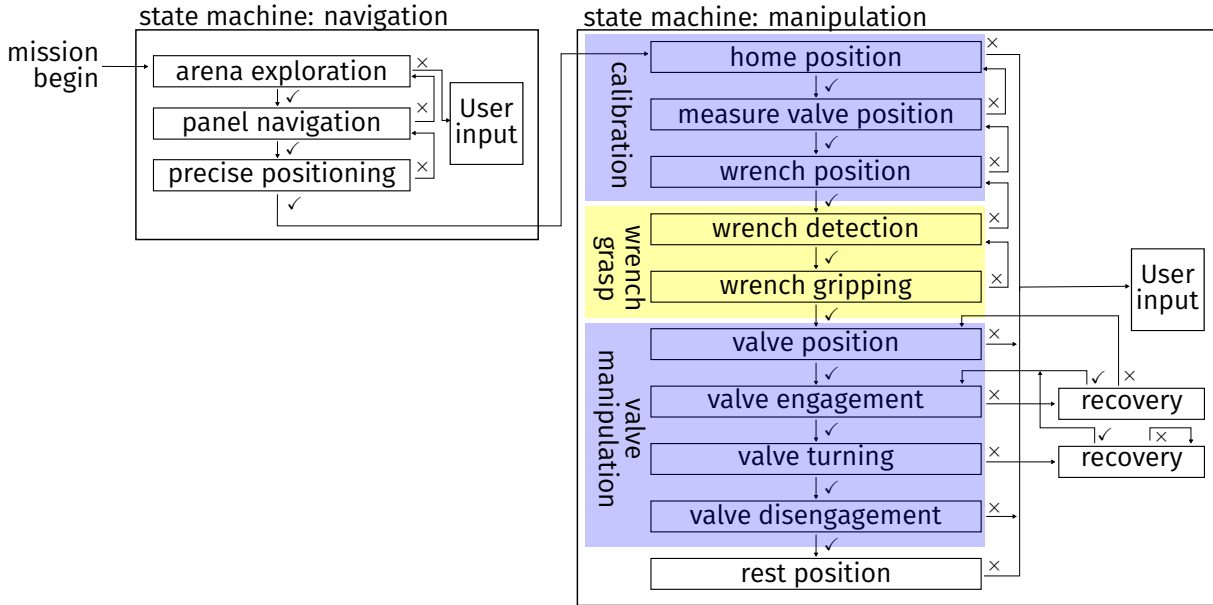 state machine: navigation
mission
begin
arena exploration
×
✓
panel navigation
×
✓
precise positioning
×
✓
User
input
state machine: manipulation
calibration
home position
×
✓
measure valve position
×
✓
wrench position
×
✓
wrench
grasp
wrench detection
×
✓
wrench gripping
×
✓
User
input
valve
manipulation
valve position
×
✓
valve engagement
×
✓
✓
×
recovery
valve turning
×
✓
✓
×
recovery
valve disengagement
×
✓
rest position
×